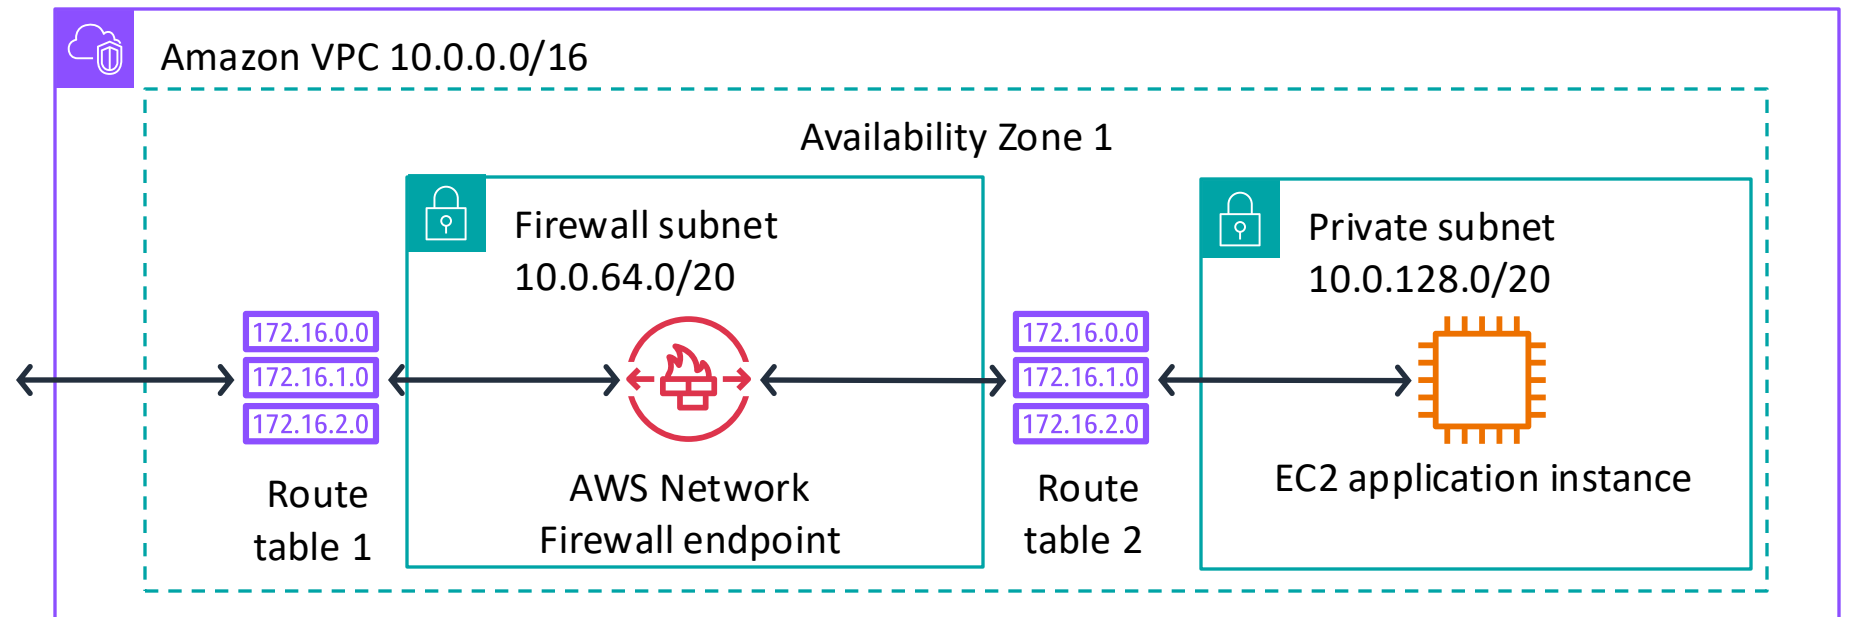 Amazon VPC 10.0.0.0/16
Availability Zone 1
Firewall subnet
10.0.64.0/20
Private subnet
10.0.128.0/20
172.16.0.0
172.16.1.0
172.16.2.0
Route
table 1
AWS Network
Firewall endpoint
172.16.0.0
172.16.1.0
172.16.2.0
Route
table 2
EC2 application instance